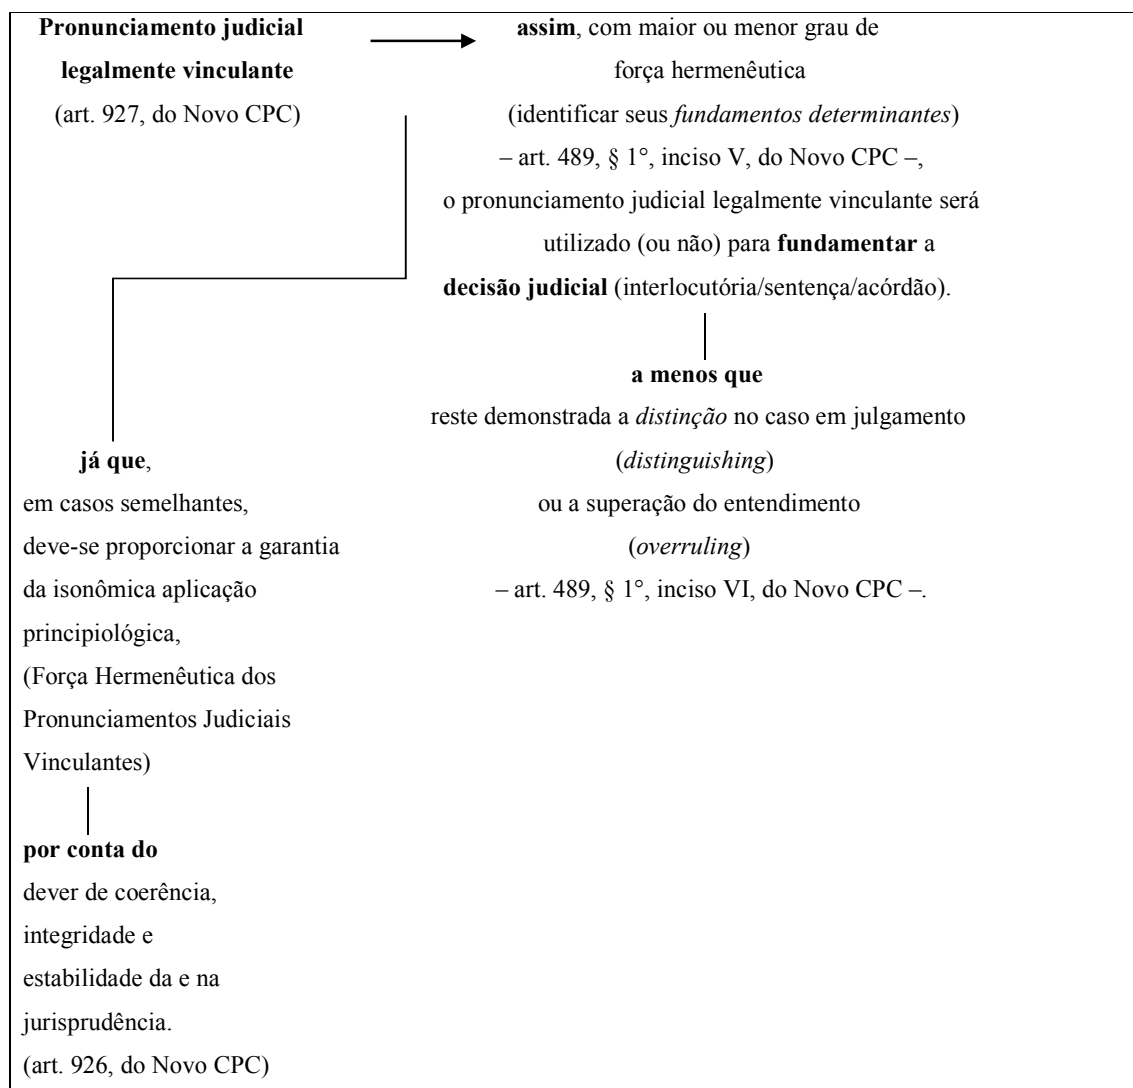 Pronunciamento judicial
legalmente vinculante
(art. 927, do Novo CPC)
assim, com maior ou menor grau de
força hermenêutica
(identificar seus fundamentos determinantes)
– art. 489, § 1°, inciso V, do Novo CPC –,
o pronunciamento judicial legalmente vinculante será
utilizado (ou não) para fundamentar a
decisão judicial (interlocutória/sentença/acórdão).
a menos que
reste demonstrada a distinção no caso em julgamento
(distinguishing)
ou a superação do entendimento
(overruling)
– art. 489, § 1°, inciso VI, do Novo CPC –.
já que,
em casos semelhantes,
deve-se proporcionar a garantia
da isonômica aplicação
principiológica,
(Força Hermenêutica dos
Pronunciamentos Judiciais
Vinculantes)
por conta do
dever de coerência,
integridade e
estabilidade da e na
jurisprudência.
(art. 926, do Novo CPC)